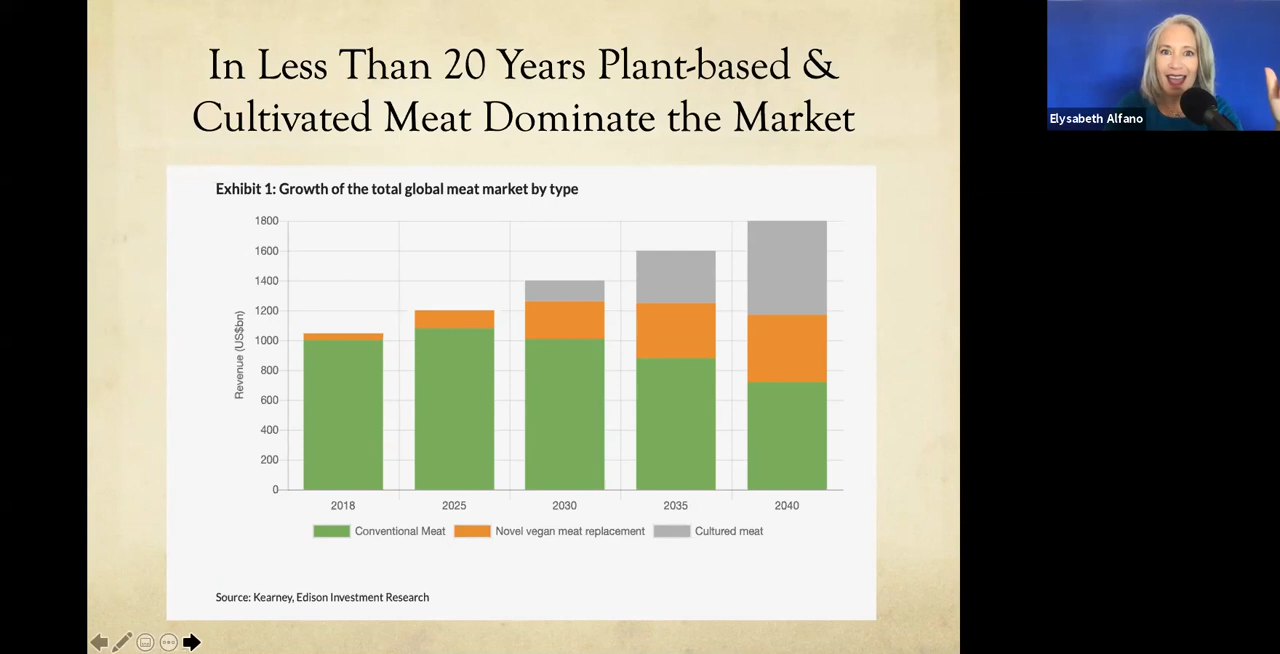 In Less Than 20 Years Plant-based &
Cultivated Meat Dominate the Market
Exhibit 1: Growth of the total global meat market by type
Revenue (US$bn)
1800
1600
1400
1200
1000
800
600
400
200
0
2018 2025 2030 2035 2040
Conventional Meat Novel vegan meat replacement Cultured meat
Source: Kearney, Edison Investment Research
Elysabeth Alfano